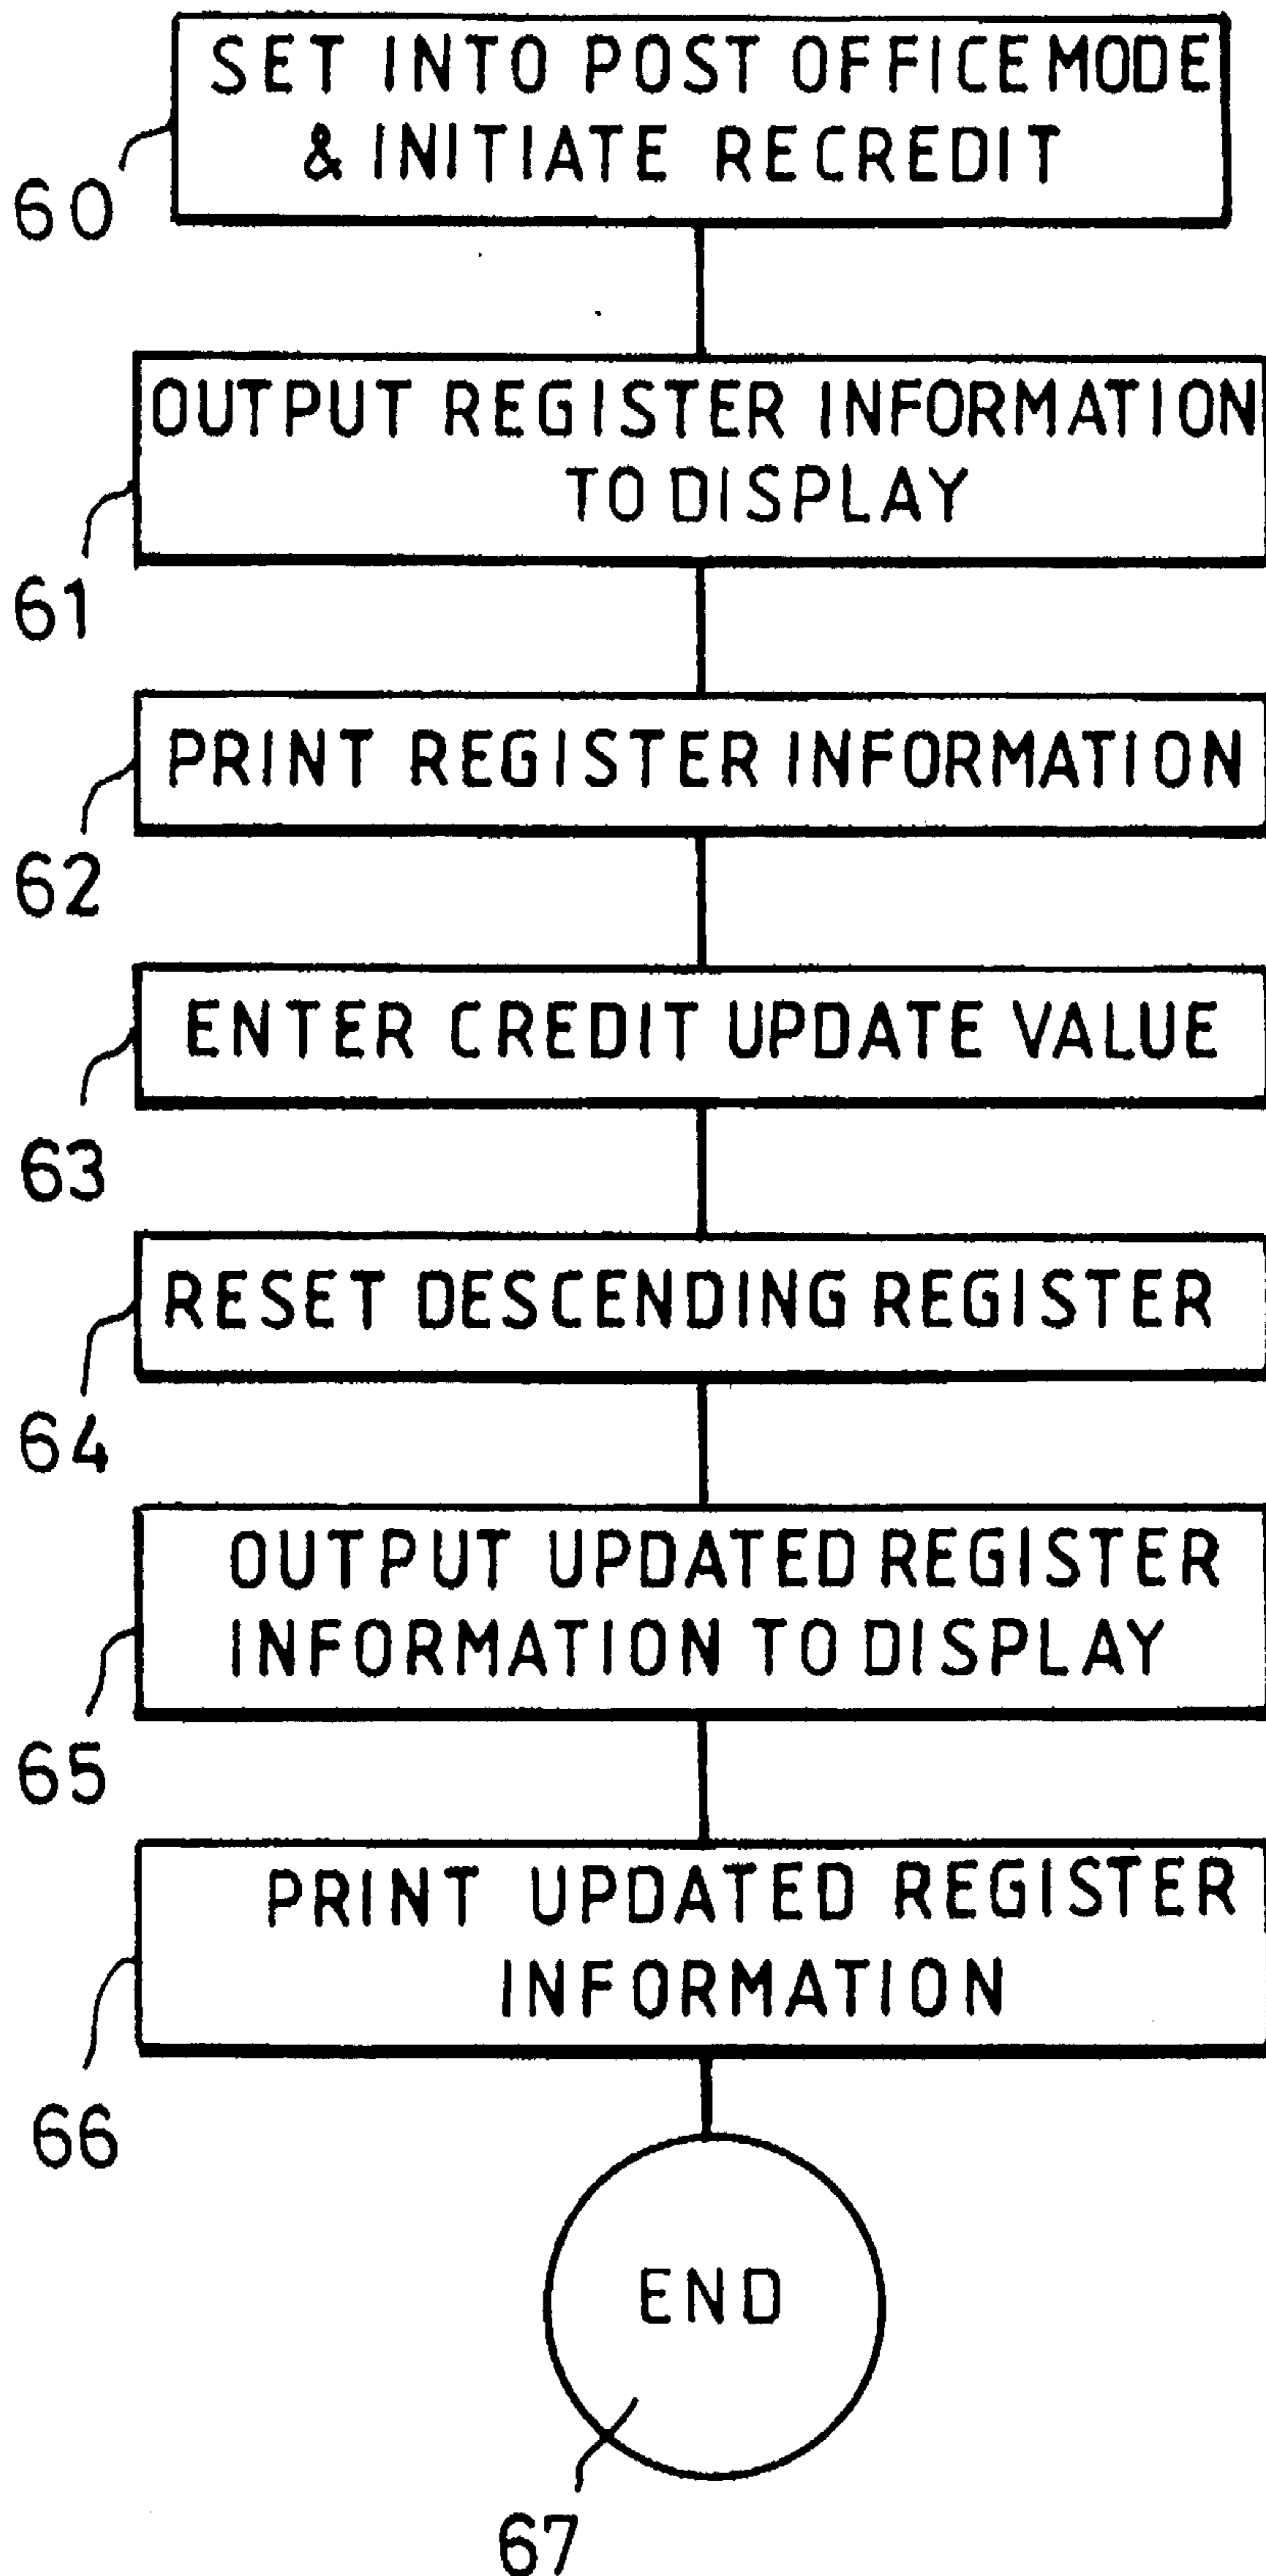 SET INTO POST OFFICE MODE
& INITIATE RECREDIT
60
OUTPUT REGISTER INFORMATION
TO DISPLAY
61
PRINT REGISTER INFORMATION
62
ENTER CREDIT UPDATE VALUE
63
RESET DESCENDING REGISTER
64
OUTPUT UPDATED REGISTER
INFORMATION TO DISPLAY
65
PRINT UPDATED REGISTER
INFORMATION
66
END
67